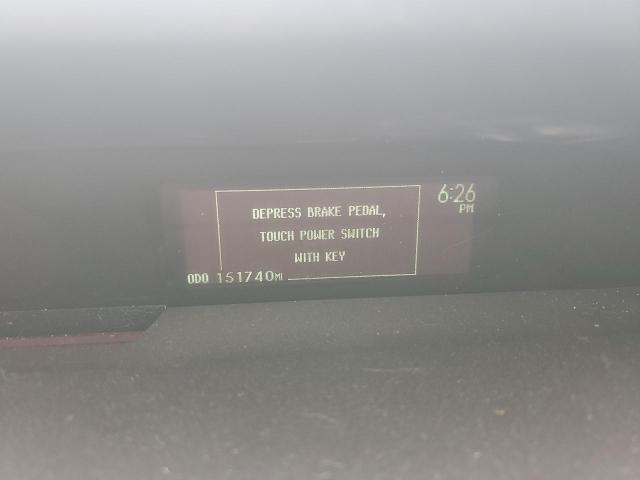 6:26
PM
DEPRESS BRAKE PEDAL,
TOUCH POWER SWITCH
WITH KEY
ODO 151740MI